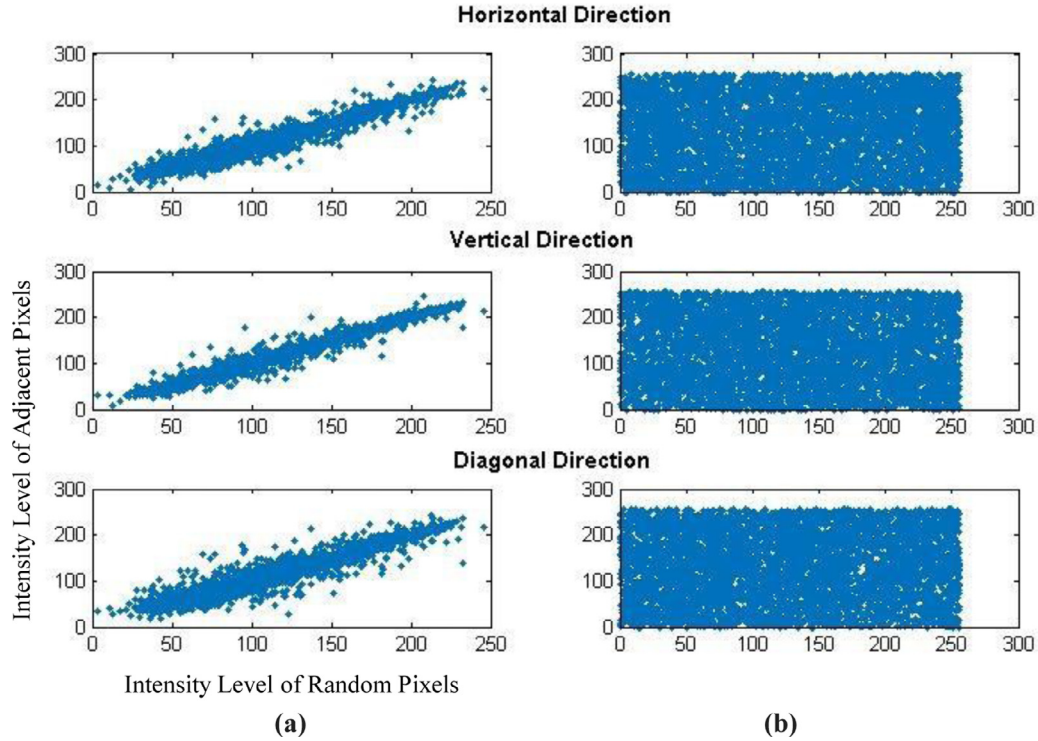 Horizontal Direction
300
200
100
0
0 50 100 150 200 250
300
200
100
0
0 50 100 150 200 250 300
Vertical Direction
300
200
100
0
0 50 100 150 200 250
300
200
100
0
0 50 100 150 200 250 300
Diagonal Direction
300
200
100
0
0 50 100 150 200 250
300
200
100
0
0 50 100 150 200 250 300
Intensity Level of Adjacent Pixels
Intensity Level of Random Pixels
(a)
(b)